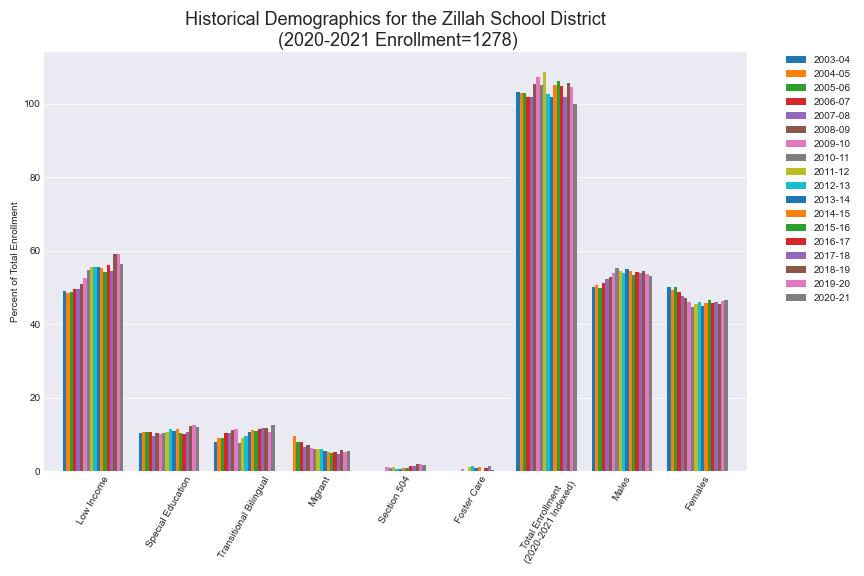 Historical Demographics for the Zillah School District
(2020-2021 Enrollment=1278)
Percent of Total Enrollment
100
80
60
40
20
0
Low Income
Special Education
Transitional Bilingual
Migrant
Section 504
Foster Care
Total Enrollment
(2020-2021 Indexed)
Males
Females
2003-04
2004-05
2005-06
2006-07
2007-08
2008-09
2009-10
2010-11
2011-12
2012-13
2013-14
2014-15
2015-16
2016-17
2017-18
2018-19
2019-20
2020-21